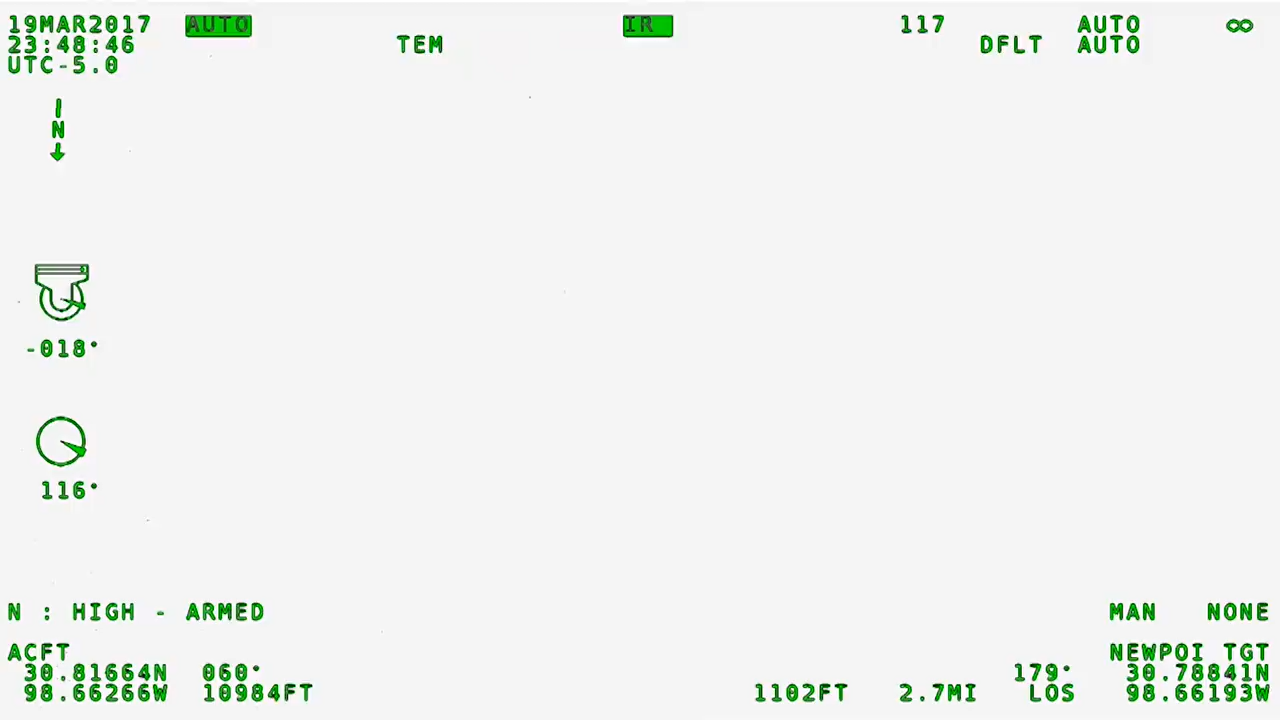 19MAR2017 AUTO IR 117 AUTO ∞
23:48:46 TEM DFLT AUTO
UTC-5.0
N
-018°
116°
N : HIGH - ARMED MAN NONE
ACFT NEWPOI TGT
30.81664N 060° 179° 30.78841N
98.66266W 10984FT 1102FT 2.7MI LOS 98.66193W